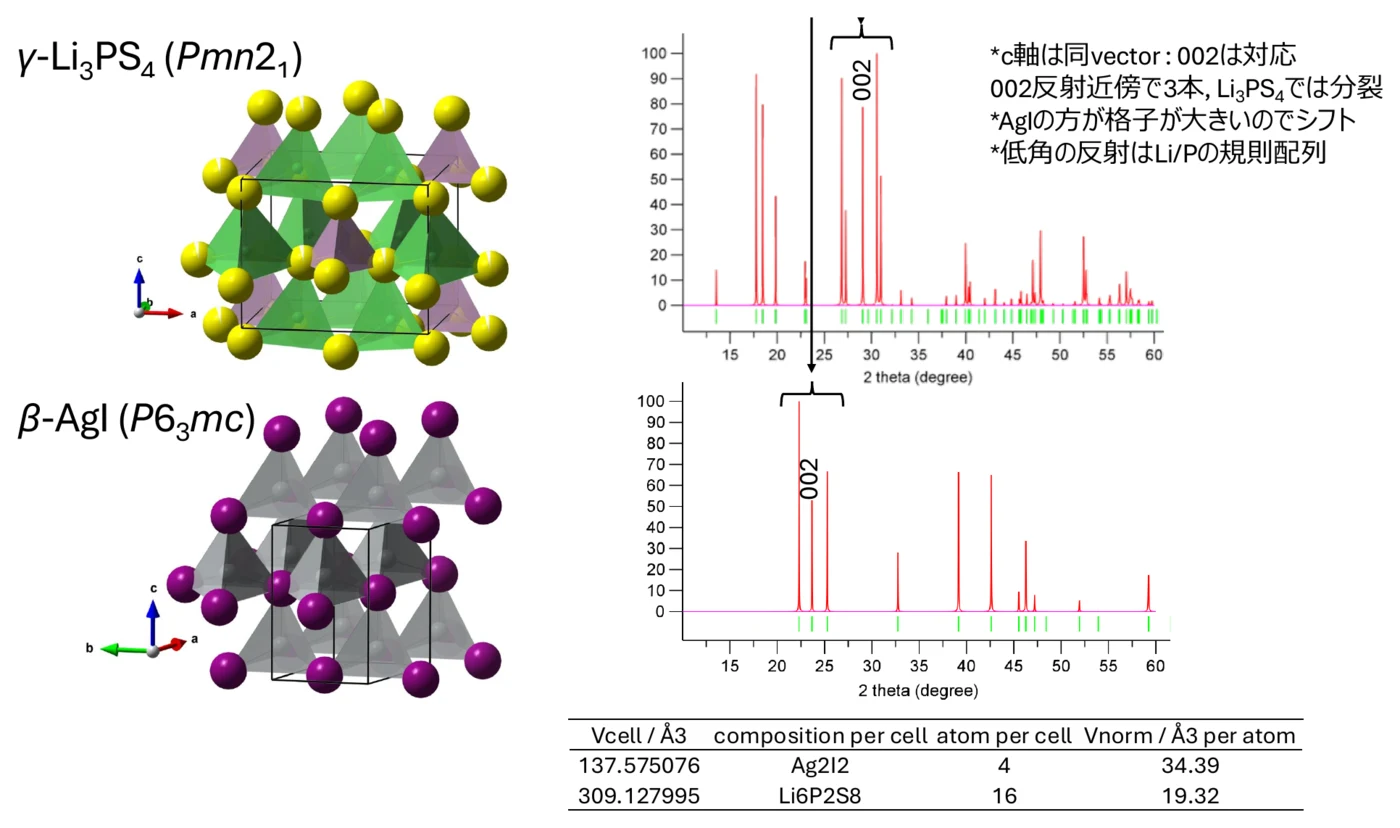 γ-Li₃PS₄ (Pmn2₁)
c
b
a
100
90
80
70
60
50
40
30
20
10
0
002
15 20 25 30 35 40 45 50 55 60
2 theta (degree)
*c軸は同vector : 002は対応
002反射近傍で3本, Li₃PS₄では分裂
*AgIの方が格子が大きいのでシフト
*低角の反射はLi/Pの規則配列
β-AgI (P6₃mc)
c
b
a
100
90
80
70
60
50
40
30
20
10
0
002
15 20 25 30 35 40 45 50 55 60
2 theta (degree)
Vcell / Å3 composition per cell atom per cell Vnorm / Å3 per atom
137.575076 Ag2I2 4 34.39
309.127995 Li6P2S8 16 19.32